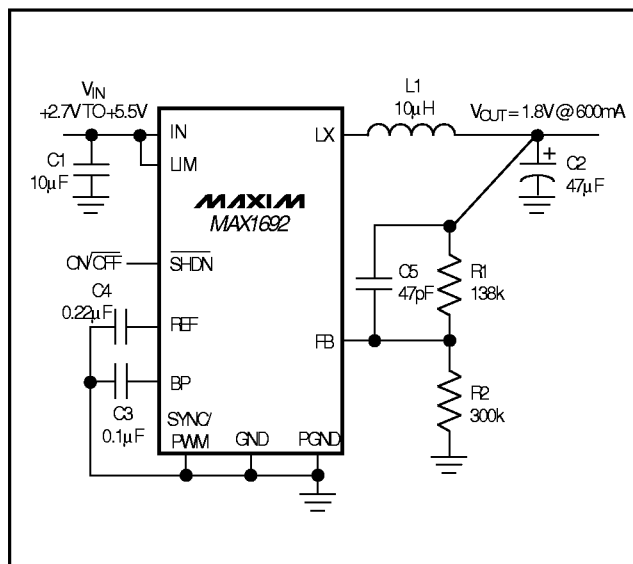 VIN
+2.7V TO +5.5V
L1
10µH
VOUT = 1.8V @ 600mA
IN
LX
C1
10µF
LIM
C2
47µF
+
MAXIM
MAX1692
ON/OFF
SHDN
C5
47pF
R1
138k
C4
0.22µF
REF
FB
BP
R2
300k
C3
0.1µF
SYNC/
PWM
GND
PGND